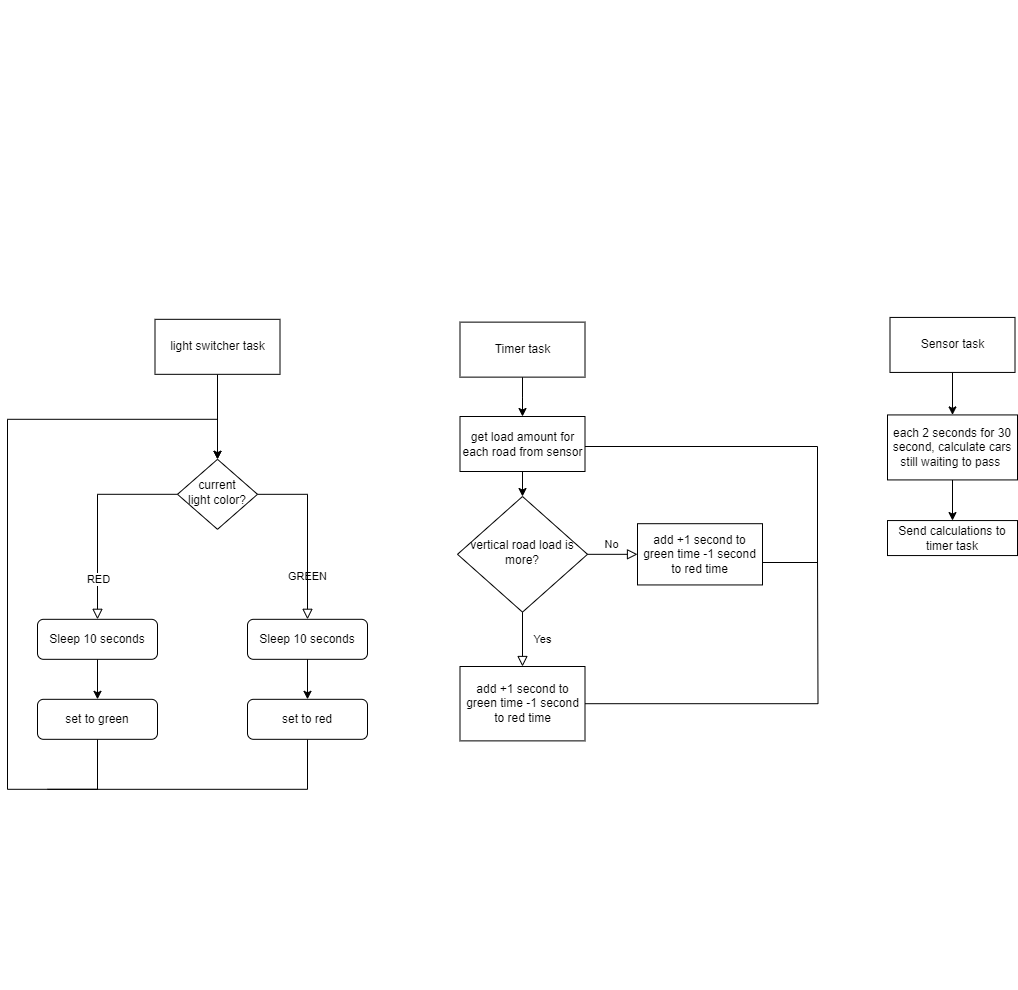 light switcher task
current
light color?
RED
GREEN
Sleep 10 seconds
Sleep 10 seconds
set to green
set to red
Timer task
get load amount for
each road from sensor
vertical road load is
more?
No
add +1 second to
green time -1 second
to red time
Yes
add +1 second to
green time -1 second
to red time
Sensor task
each 2 seconds for 30
second, calculate cars
still waiting to pass
Send calculations to
timer task